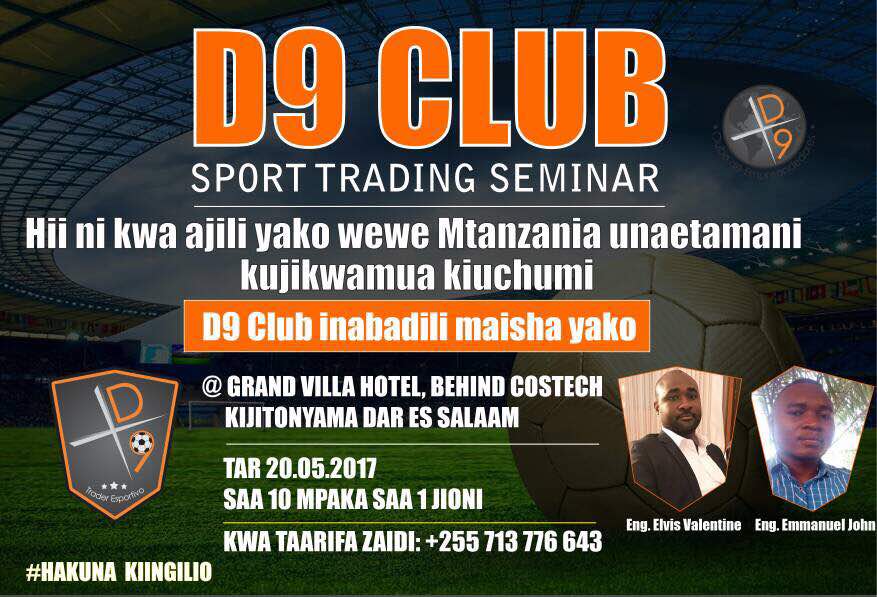 D9 CLUB
SPORT TRADING SEMINAR
D
9
Hii ni kwa ajili yako wewe Mtanzania unaetamani
kujikwamua kiuchumi
D9 Club inabadili maisha yako
@ GRAND VILLA HOTEL, BEHIND COSTECH
KIJITONYAMA DAR ES SALAAM
TAR 20.05.2017
SAA 10 MPAKA SAA 1 JIONI
KWA TAARIFA ZAIDI: +255 713 776 643
D
9
Trader Esportivo
Eng. Elvis Valentine
Eng. Emmanuel John
#HAKUNA KIINGILIO